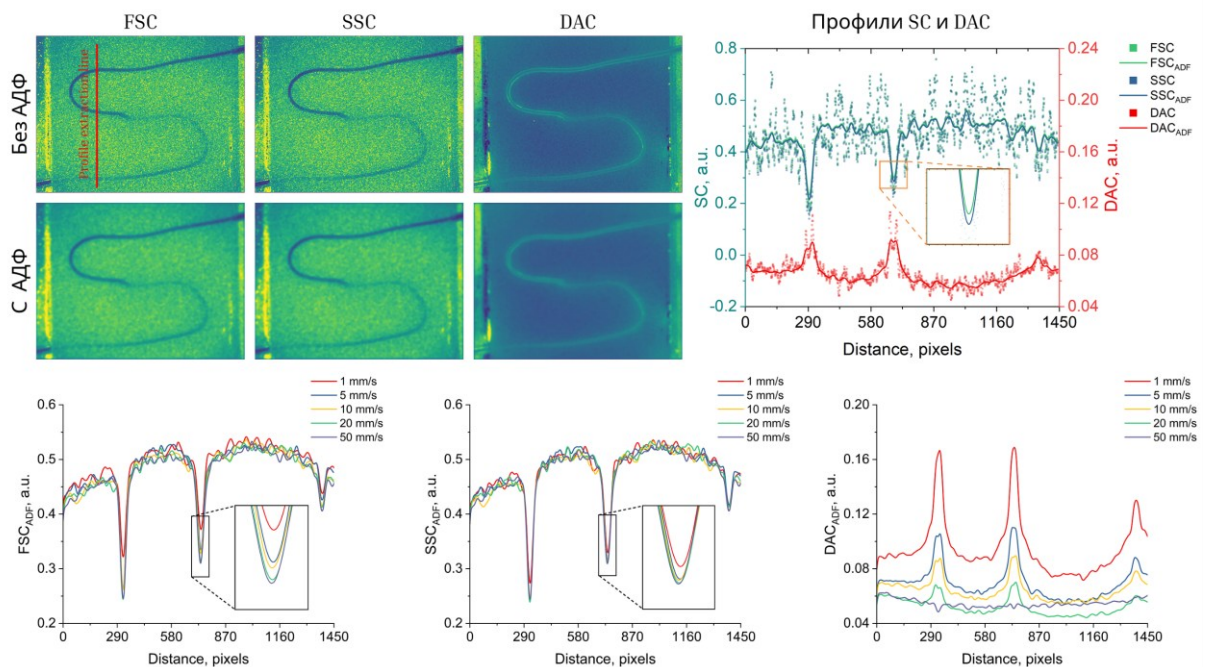 FSC
SSC
DAC
Профили SC и DAC
Без АДФ
С АДФ
Profile extraction line
SC, a.u.
0.8
0.6
0.4
0.2
0.0
-0.2
0.24
0.20
0.16
0.12
0.08
0.04
DAC, a.u.
0 290 580 870 1160 1450
Distance, pixels
FSC
FSC_ADF
SSC
SSC_ADF
DAC
DAC_ADF
FSC_ADF, a.u.
0.6
0.5
0.4
0.3
0.2
1 mm/s
5 mm/s
10 mm/s
20 mm/s
50 mm/s
0 290 580 870 1160 1450
Distance, pixels
SSC_ADF, a.u.
0.6
0.5
0.4
0.3
0.2
1 mm/s
5 mm/s
10 mm/s
20 mm/s
50 mm/s
0 290 580 870 1160 1450
Distance, pixels
DAC_ADF, a.u.
0.20
0.16
0.12
0.08
0.04
1 mm/s
5 mm/s
10 mm/s
20 mm/s
50 mm/s
0 290 580 870 1160 1450
Distance, pixels